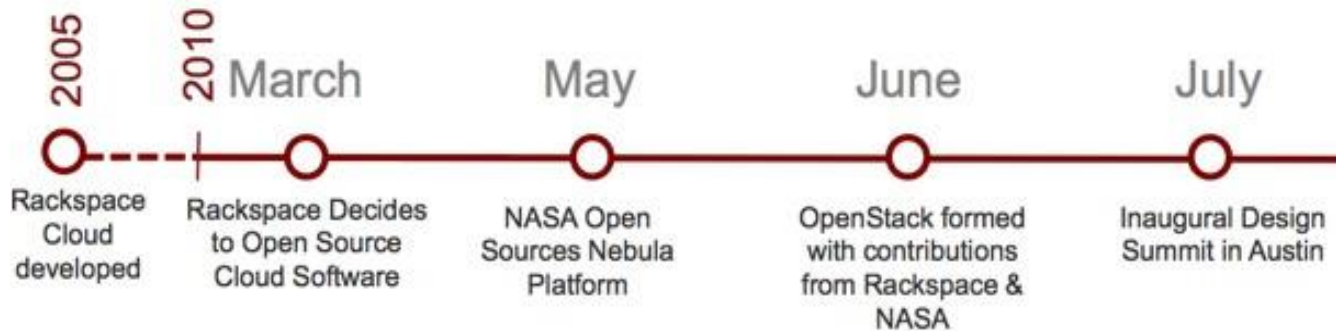 2005
2010
March
May
June
July
Rackspace
Cloud
developed
Rackspace Decides
to Open Source
Cloud Software
NASA Open
Sources Nebula
Platform
OpenStack formed
with contributions
from Rackspace &
NASA
Inaugural Design
Summit in Austin